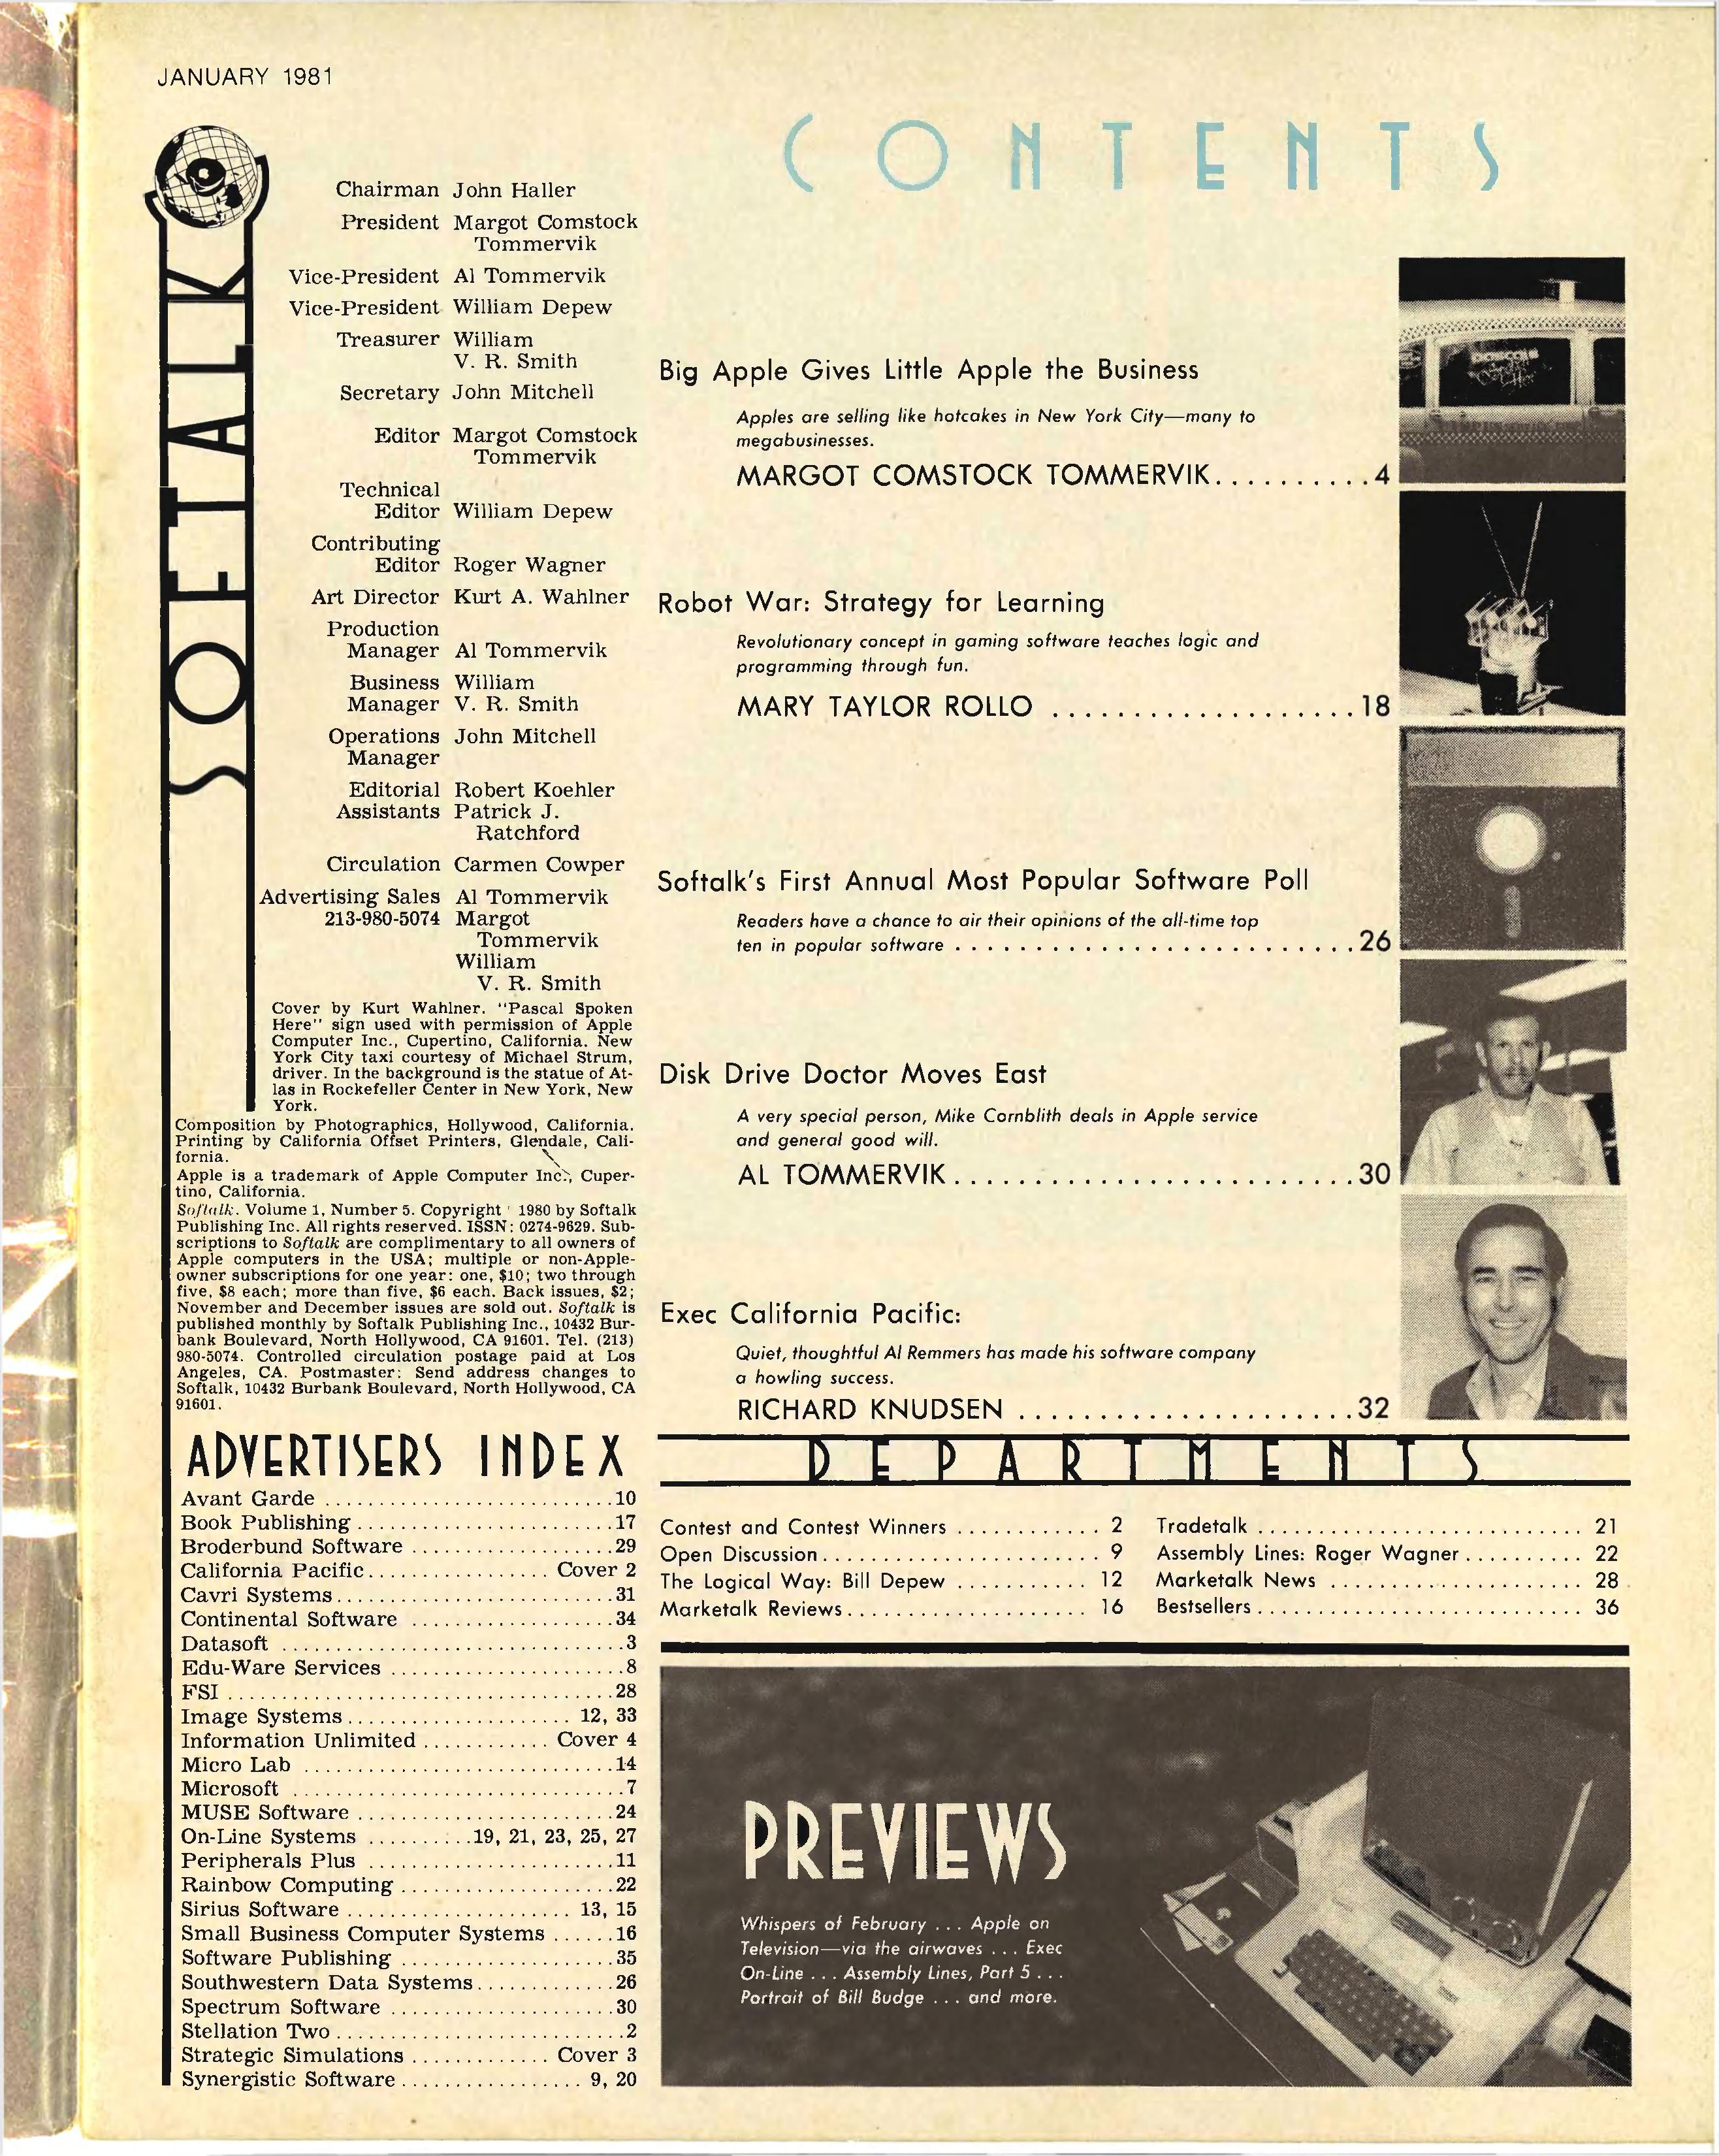 JANUARY 1981
CONTENTS
SOFTALK
Chairman John Haller
President Margot Comstock
Tommervik
Vice-President Al Tommervik
Vice-President William Depew
Treasurer William
V. R. Smith
Secretary John Mitchell
Editor Margot Comstock
Tommervik
Technical
Editor William Depew
Contributing
Editor Roger Wagner
Art Director Kurt A. Wahlner
Production
Manager Al Tommervik
Business William
Manager V. R. Smith
Operations John Mitchell
Manager
Editorial Robert Koehler
Assistants Patrick J.
Ratchford
Circulation Carmen Cowper
Advertising Sales Al Tommervik
213-980-5074 Margot
Tommervik
William
V. R. Smith
Cover by Kurt Wahlner. "Pascal Spoken
Here" sign used with permission of Apple
Computer Inc., Cupertino, California. New
York City taxi courtesy of Michael Strum,
driver. In the background is the statue of At-
las in Rockefeller Center in New York, New
York.
Composition by Photographics, Hollywood, California.
Printing by California Offset Printers, Glendale, Cali-
fornia.
Apple is a trademark of Apple Computer Inc., Cuper-
tino, California.
Softalk. Volume 1, Number 5. Copyright 1980 by Softalk
Publishing Inc. All rights reserved. ISSN: 0274-9629. Sub-
scriptions to Softalk are complimentary to all owners of
Apple computers in the USA; multiple or non-Apple-
owner subscriptions for one year: one, $10; two through
five, $8 each; more than five, $6 each. Back issues, $2;
November and December issues are sold out. Softalk is
published monthly by Softalk Publishing Inc., 10432 Bur-
bank Boulevard, North Hollywood, CA 91601. Tel. (213)
980-5074. Controlled circulation postage paid at Los
Angeles, CA. Postmaster: Send address changes to
Softalk, 10432 Burbank Boulevard, North Hollywood, CA
91601.
ADVERTISERS INDEX
Avant Garde ........................... 10
Book Publishing ........................ 17
Broderbund Software ................... 29
California Pacific ................. Cover 2
Cavri Systems .......................... 31
Continental Software ................... 34
Datasoft ................................ 3
Edu-Ware Services ...................... 8
FSI .................................... 28
Image Systems ..................... 12, 33
Information Unlimited ............ Cover 4
Micro Lab ............................. 14
Microsoft ............................... 7
MUSE Software ........................ 24
On-Line Systems .......... 19, 21, 23, 25, 27
Peripherals Plus ....................... 11
Rainbow Computing .................... 22
Sirius Software ..................... 13, 15
Small Business Computer Systems ...... 16
Software Publishing .................... 35
Southwestern Data Systems ............. 26
Spectrum Software ..................... 30
Stellation Two ........................... 2
Strategic Simulations ............. Cover 3
Synergistic Software ................. 9, 20
Big Apple Gives Little Apple the Business
Apples are selling like hotcakes in New York City—many to
megabusinesses.
MARGOT COMSTOCK TOMMERVIK .......... 4
Robot War: Strategy for Learning
Revolutionary concept in gaming software teaches logic and
programming through fun.
MARY TAYLOR ROLLO ................... 18
Softalk's First Annual Most Popular Software Poll
Readers have a chance to air their opinions of the all-time top
ten in popular software .......................... 26
Disk Drive Doctor Moves East
A very special person, Mike Cornblith deals in Apple service
and general good will.
AL TOMMERVIK .......................... 30
Exec California Pacific:
Quiet, thoughtful Al Remmers has made his software company
a howling success.
RICHARD KNUDSEN ...................... 32
DEPARTMENTS
Contest and Contest Winners ............ 2
Open Discussion ........................ 9
The Logical Way: Bill Depew ........... 12
Marketalk Reviews ..................... 16
Tradetalk ............................ 21
Assembly Lines: Roger Wagner .......... 22
Marketalk News ...................... 28
Bestsellers ............................ 36
PREVIEWS
Whispers of February . . . Apple on
Television—via the airwaves . . . Exec
On-Line . . . Assembly Lines, Part 5 . . .
Portrait of Bill Budge . . . and more.